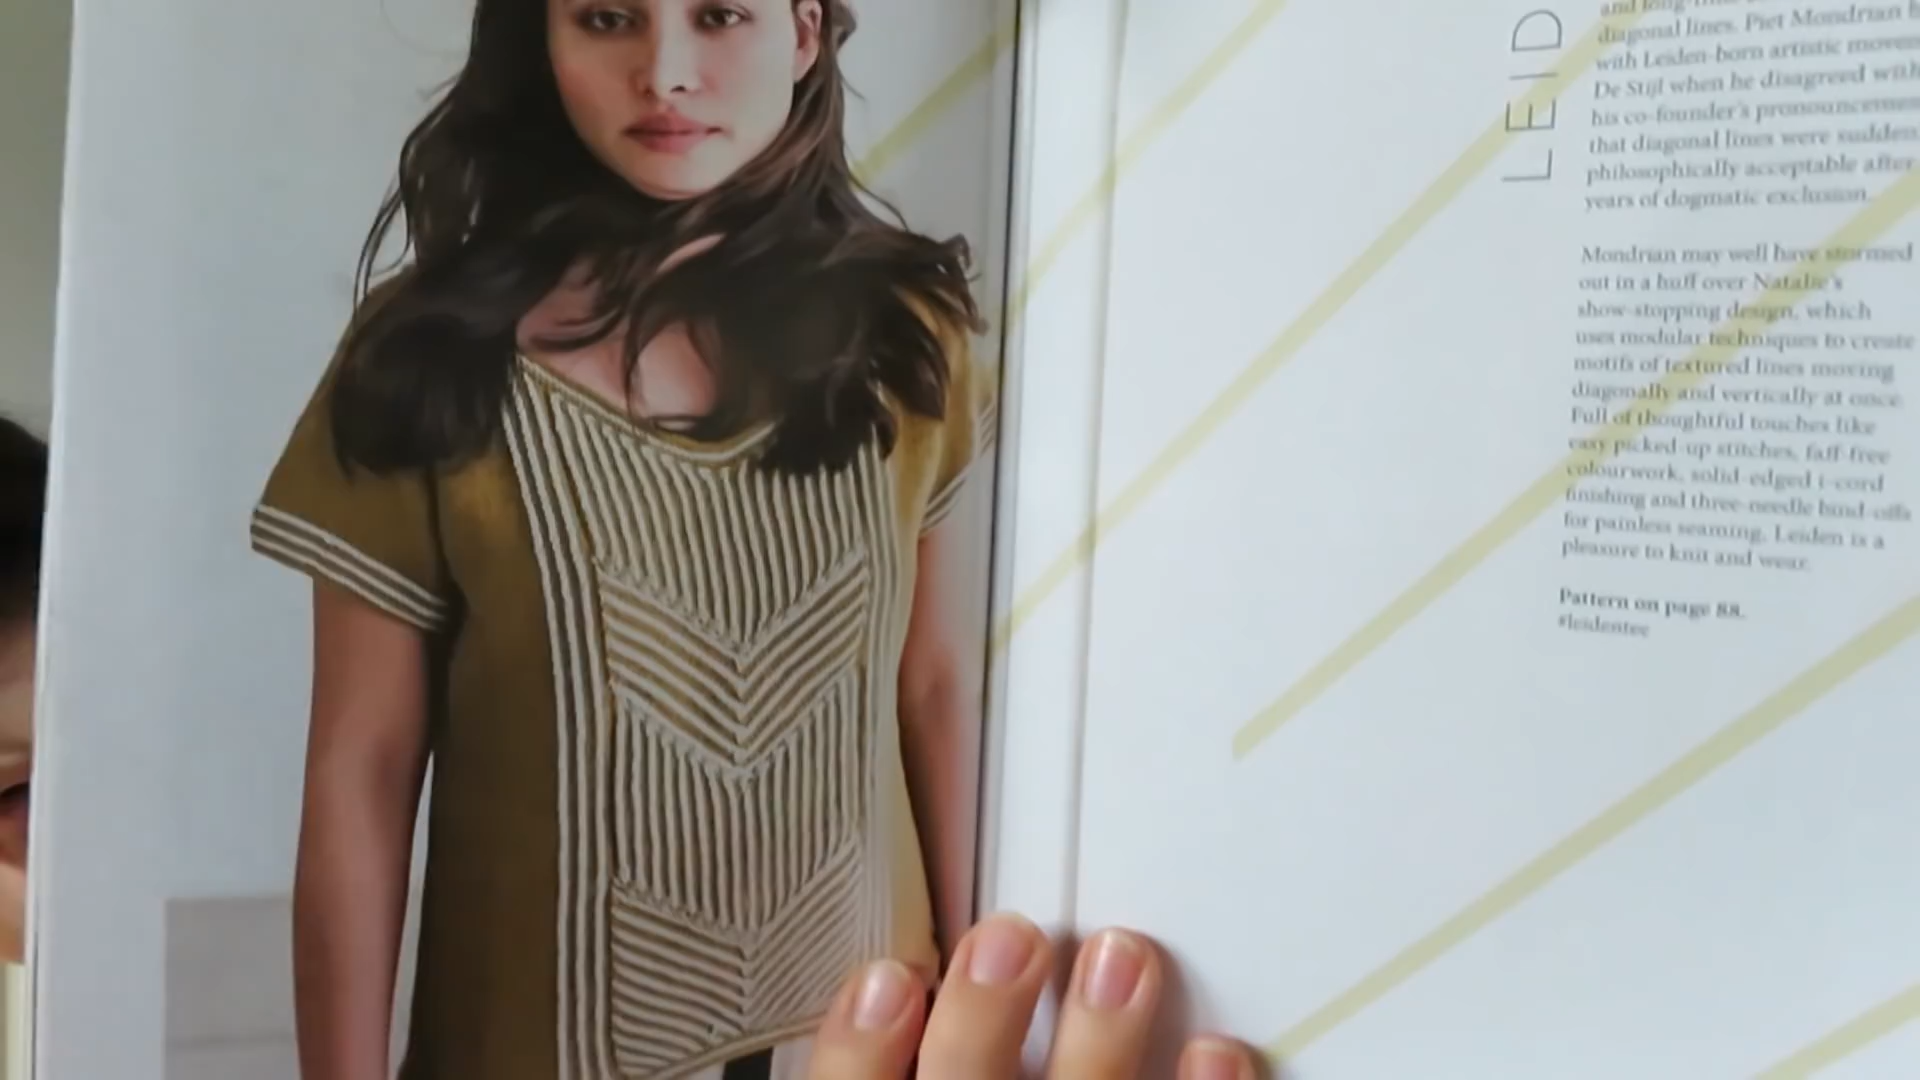 LEID
and long-
diagonal lines. Piet Mondrian
with Leiden-born artistic
De Stijl when he disagreed with
his co-founder's
that diagonal lines were
philosophically acceptable after
years of dogmatic exclusion.
Mondrian may well have stormed
out in a huff over Natalie's
show-stopping design, which
uses modular techniques to create
motifs of textured lines moving
diagonally and vertically at once.
Full of thoughtful touches like
easy picked-up stitches, faff-free
colourwork, solid-edged i-cord
finishing and three-needle bind-offs
for painless seaming, Leiden is a
pleasure to knit and wear.
Pattern on page 88.
#leidentee